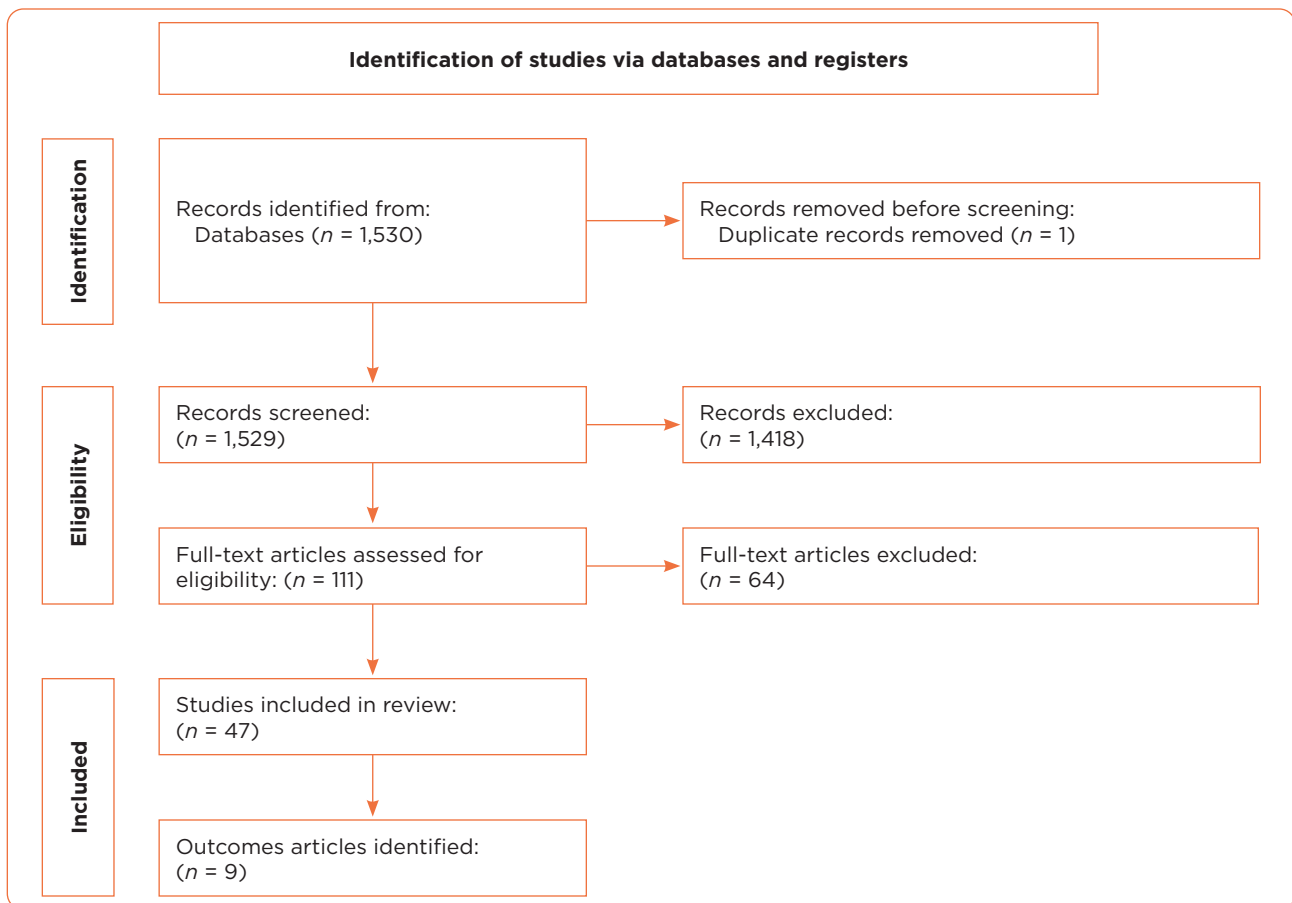 Identification of studies via databases and registers
Identification
Records identified from:
Databases (n = 1,530)
Records removed before screening:
Duplicate records removed (n = 1)
Eligibility
Records screened:
(n = 1,529)
Records excluded:
(n = 1,418)
Full-text articles assessed for
eligibility: (n = 111)
Full-text articles excluded:
(n = 64)
Included
Studies included in review:
(n = 47)
Outcomes articles identified:
(n = 9)